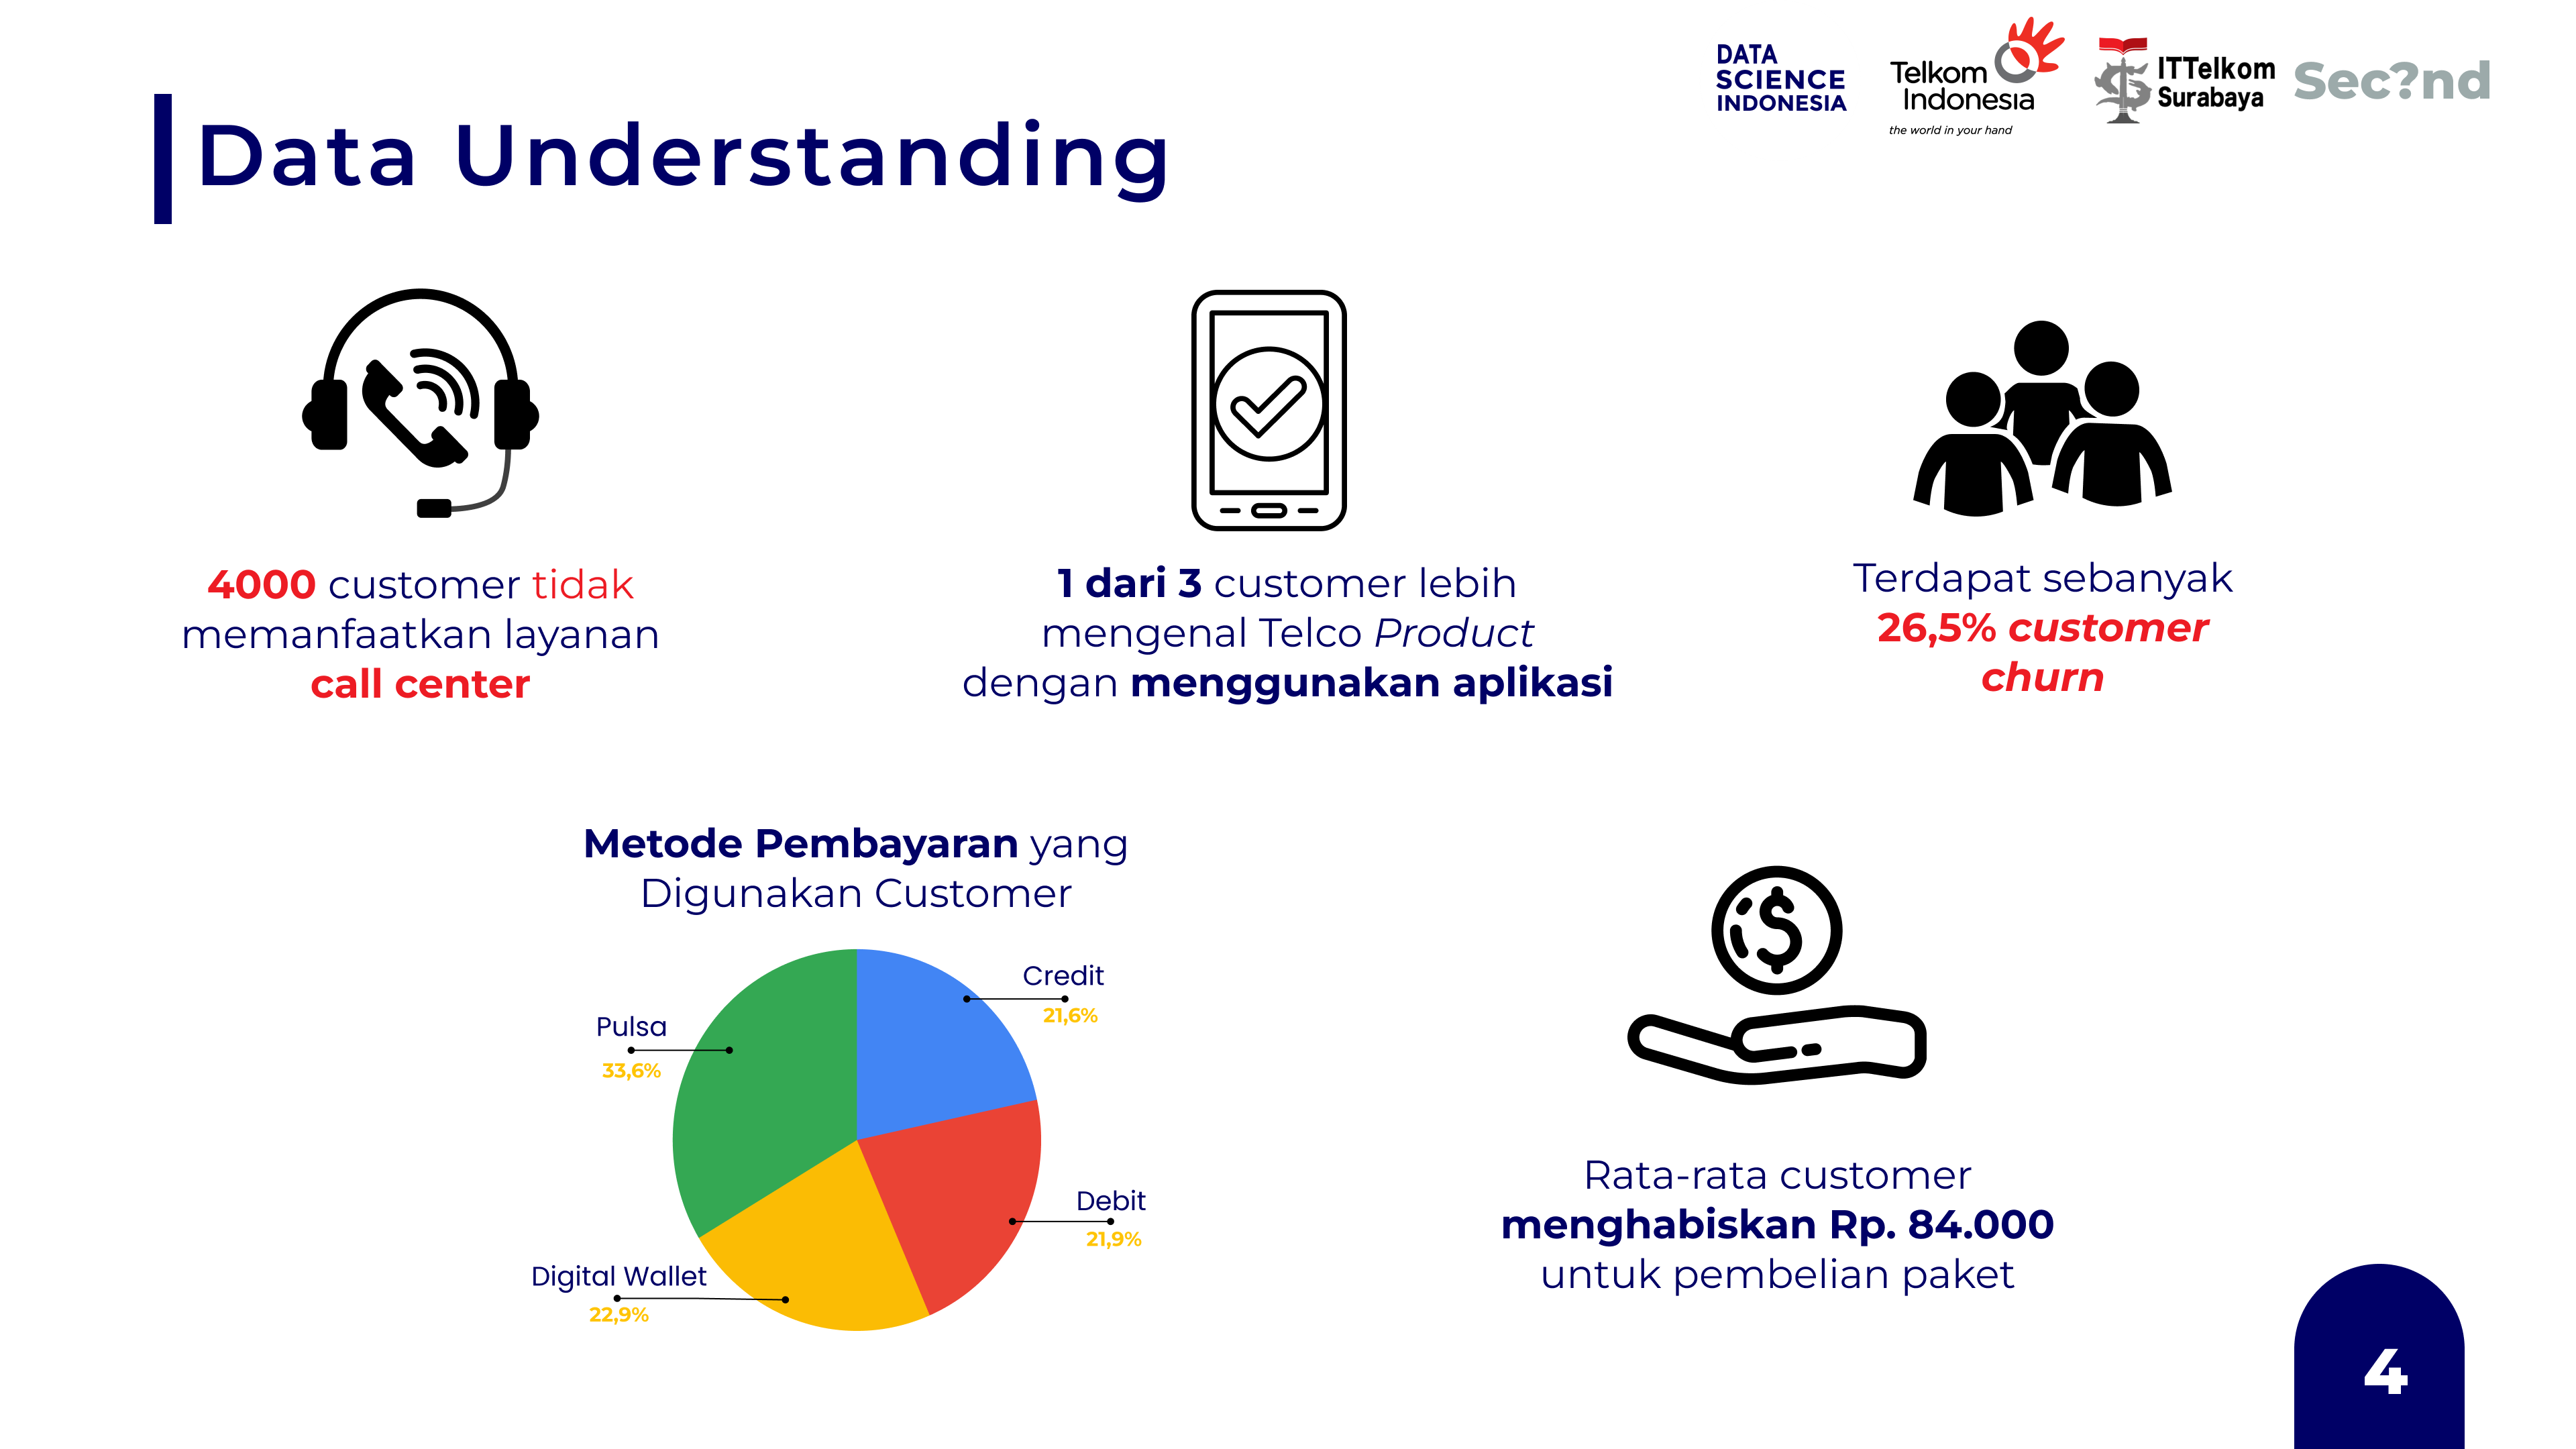 DATA
SCIENCE
INDONESIA
Telkom
Indonesia
the world in your hand
ITTelkom
Surabaya
Sec?nd
Data Understanding
4000 customer tidak
memanfaatkan layanan
call center
1 dari 3 customer lebih
mengenal Telco Product
dengan menggunakan aplikasi
Terdapat sebanyak
26,5% customer
churn
Metode Pembayaran yang
Digunakan Customer
Credit
21,6%
Pulsa
33,6%
Debit
21,9%
Digital Wallet
22,9%
$
Rata-rata customer
menghabiskan Rp. 84.000
untuk pembelian paket
4